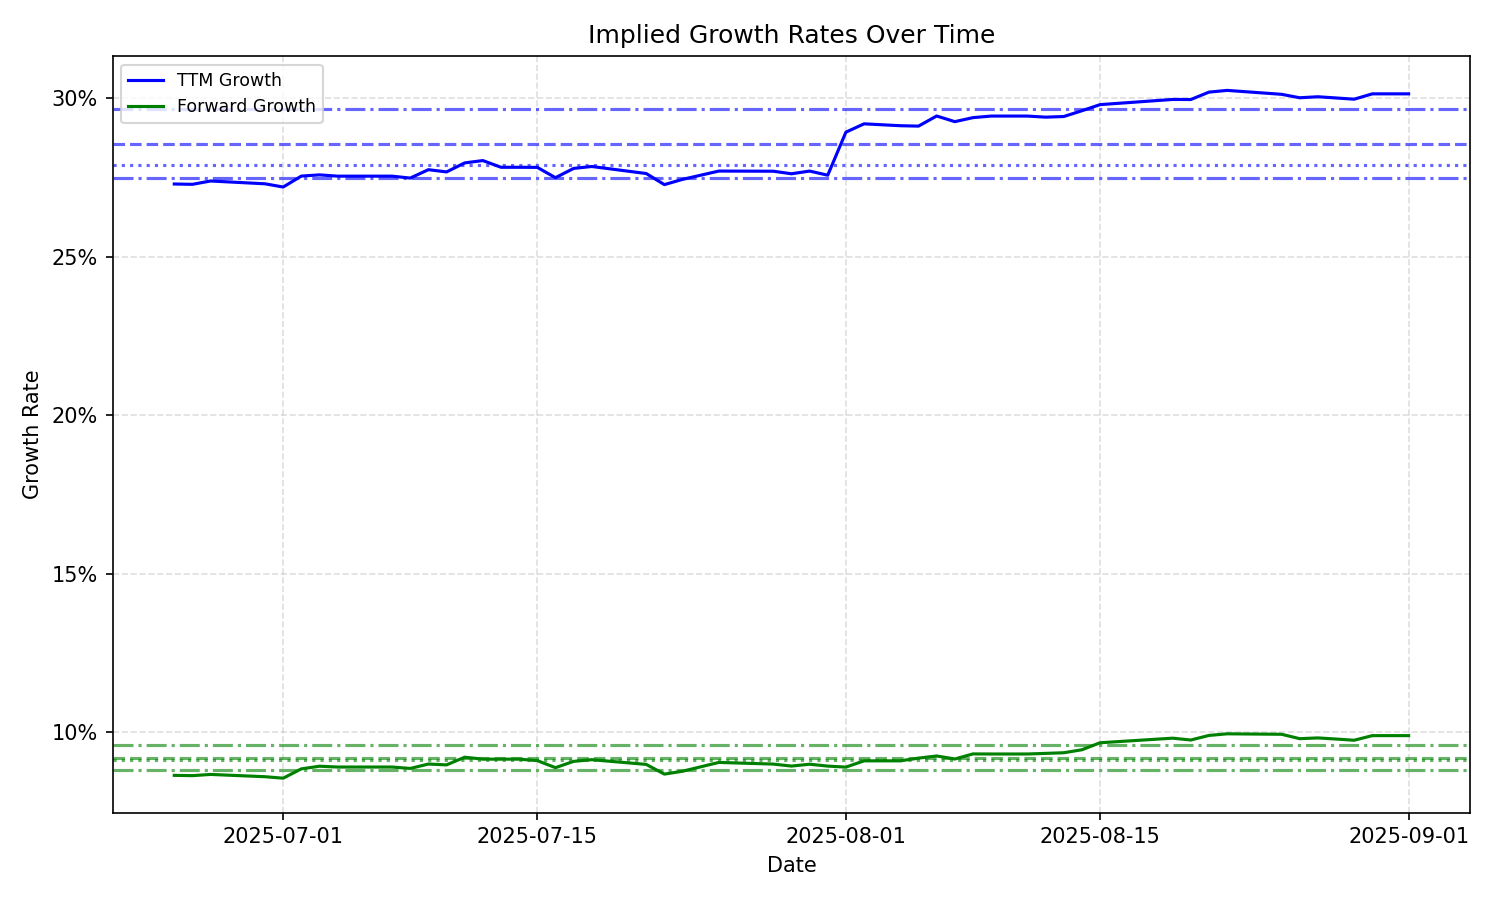 Implied Growth Rates Over Time
TTM Growth
Forward Growth
30%
25%
20%
15%
10%
Growth Rate
2025-07-01
2025-07-15
2025-08-01
2025-08-15
2025-09-01
Date